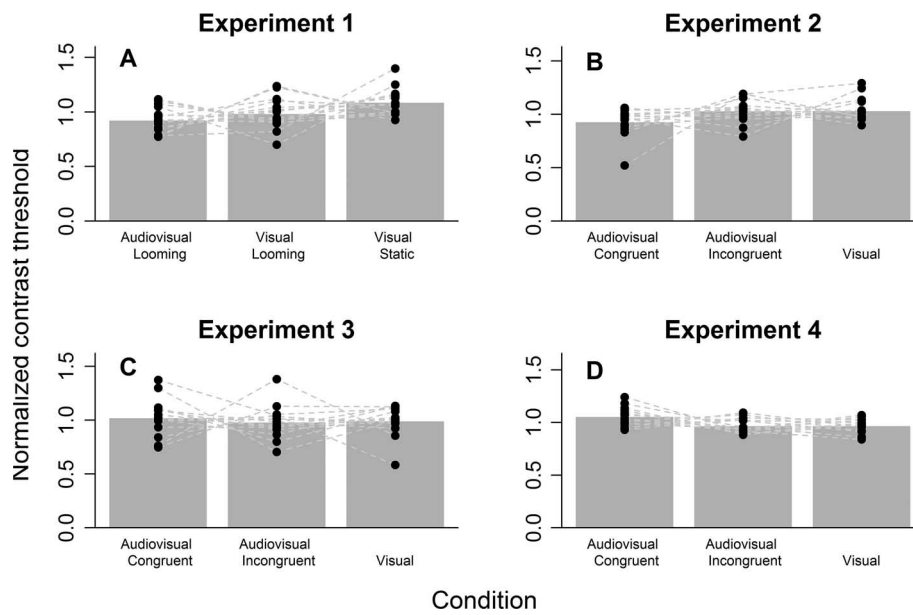 Experiment 1
Experiment 2
A
B
1.5
1.0
0.5
0.0
1.5
1.0
0.5
0.0
Audiovisual
Looming
Visual
Looming
Visual
Static
Audiovisual
Congruent
Audiovisual
Incongruent
Visual
Normalized contrast threshold
Experiment 3
Experiment 4
C
D
1.5
1.0
0.5
0.0
1.5
1.0
0.5
0.0
Audiovisual
Congruent
Audiovisual
Incongruent
Visual
Audiovisual
Congruent
Audiovisual
Incongruent
Visual
Condition